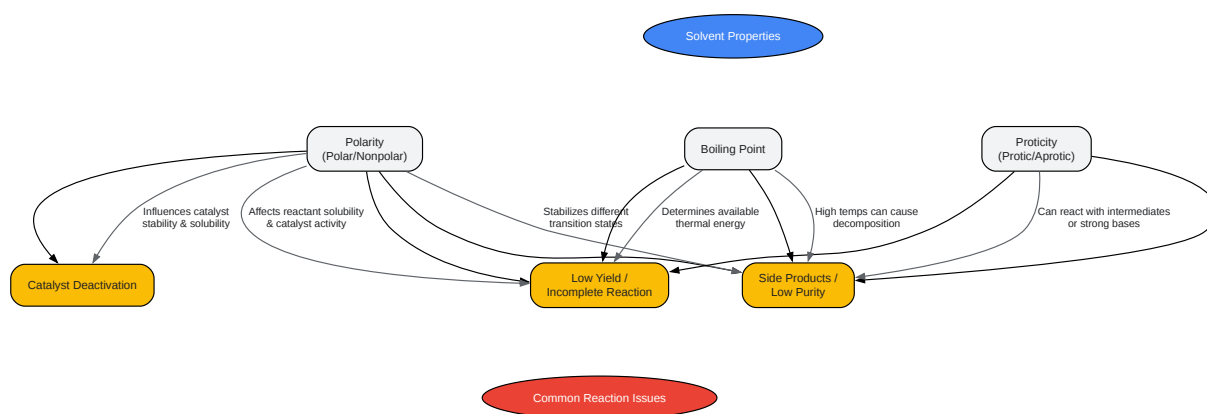 Solvent Properties
Polarity
(Polar/Nonpolar)
Boiling Point
Proticity
(Protic/Aprotic)
Influences catalyst
stability & solubility
Affects reactant solubility
& catalyst activity
Stabilizes different
transition states
Determines available
thermal energy
High temps can cause
decomposition
Can react with intermediates
or strong bases
Catalyst Deactivation
Low Yield /
Incomplete Reaction
Side Products /
Low Purity
Common Reaction Issues